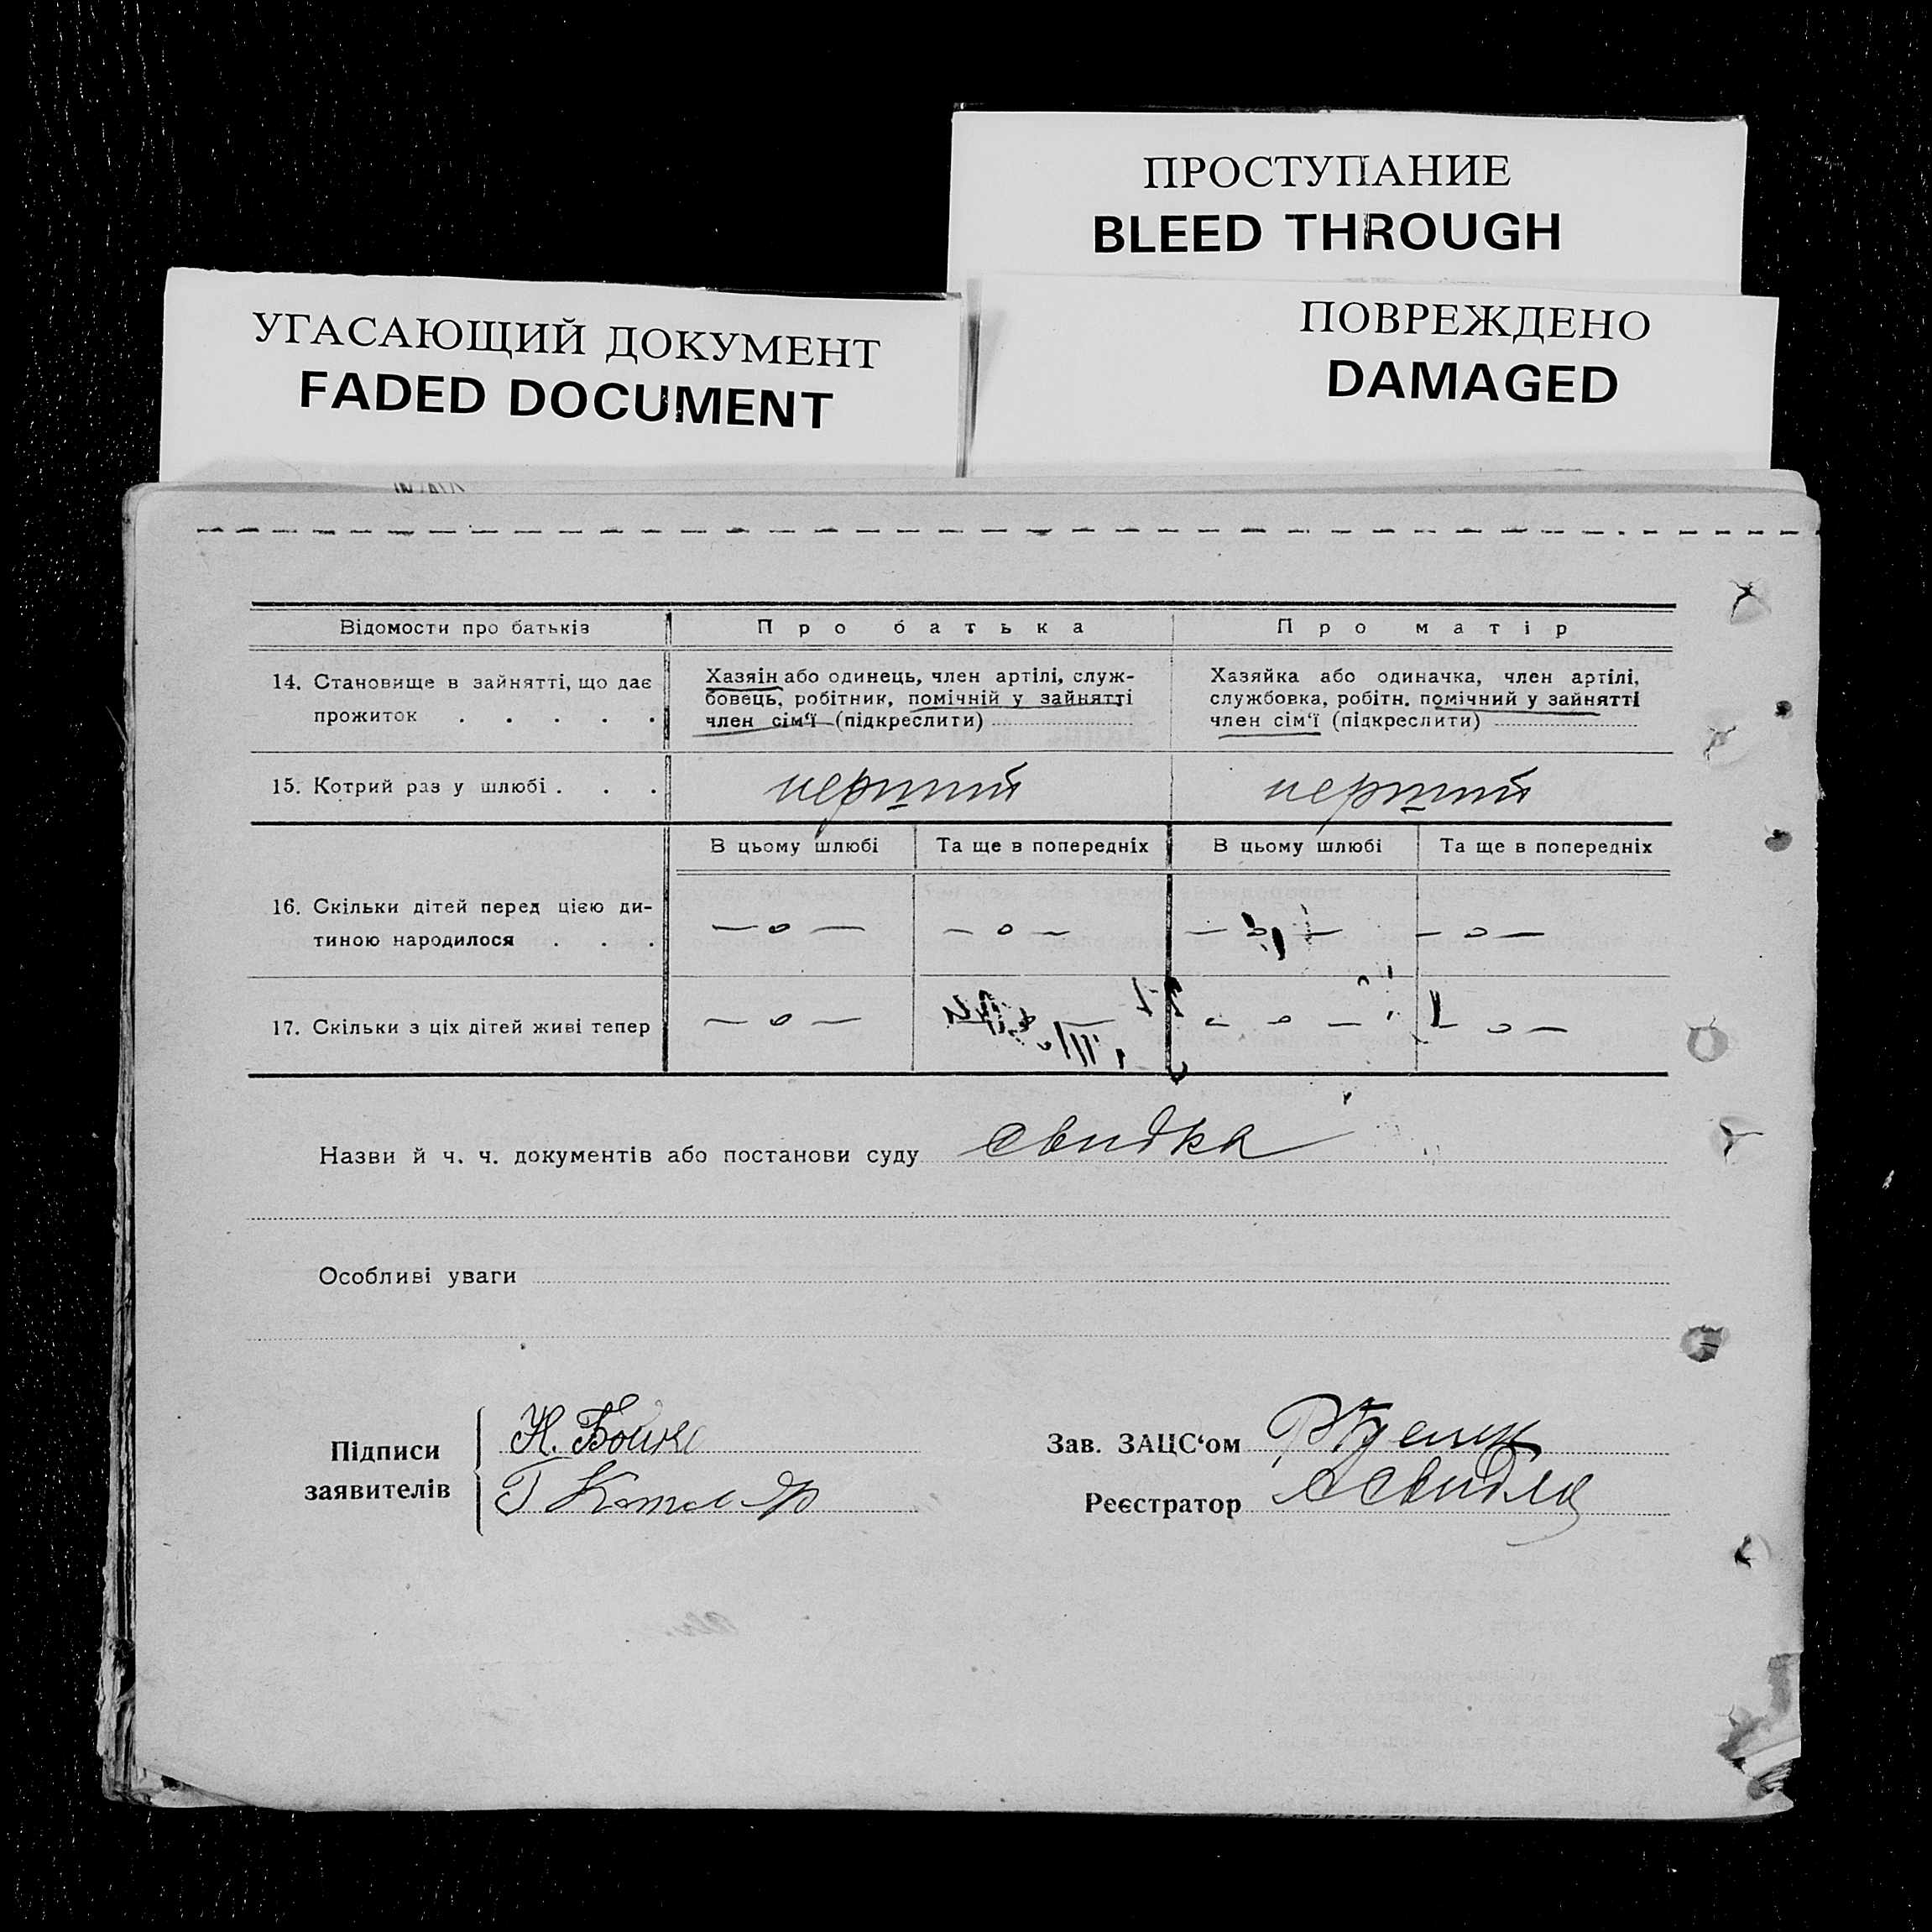 ПРОСТУПАНИЕ
BLEED THROUGH
УГАСАЮЩИЙ ДОКУМЕНТ
FADED DOCUMENT
ПОВРЕЖДЕНО
DAMAGED
Відомости про батьків
Про батька
Про матір
14. Становище в зайнятті, що дає
прожиток . . . . .
Хазяін або одинець, член артілі, служ-
бовець, робітник, помічній у зайнятті
член сім'ї (підкреслити)
Хазяйка або одиначка, член артілі,
службовка, робітн. помічний у зайнятті
член сім'ї (підкреслити)
15. Котрий раз у шлюбі . . .
перший
перший
В цьому шлюбі
Та ще в попередніх
В цьому шлюбі
Та ще в попередніх
16. Скільки дітей перед цією ди-
тиною народилося . . .
— о —
— о —
— о —
— о —
17. Скільки з ціх дітей живі тепер
— о —
— о —
— о —
Назви й ч. ч. документів або постанови суду свидка
Особливі уваги
Підписи
заявителів
Н. Бойко
Зав. ЗАЦС'ом
Реєстратор